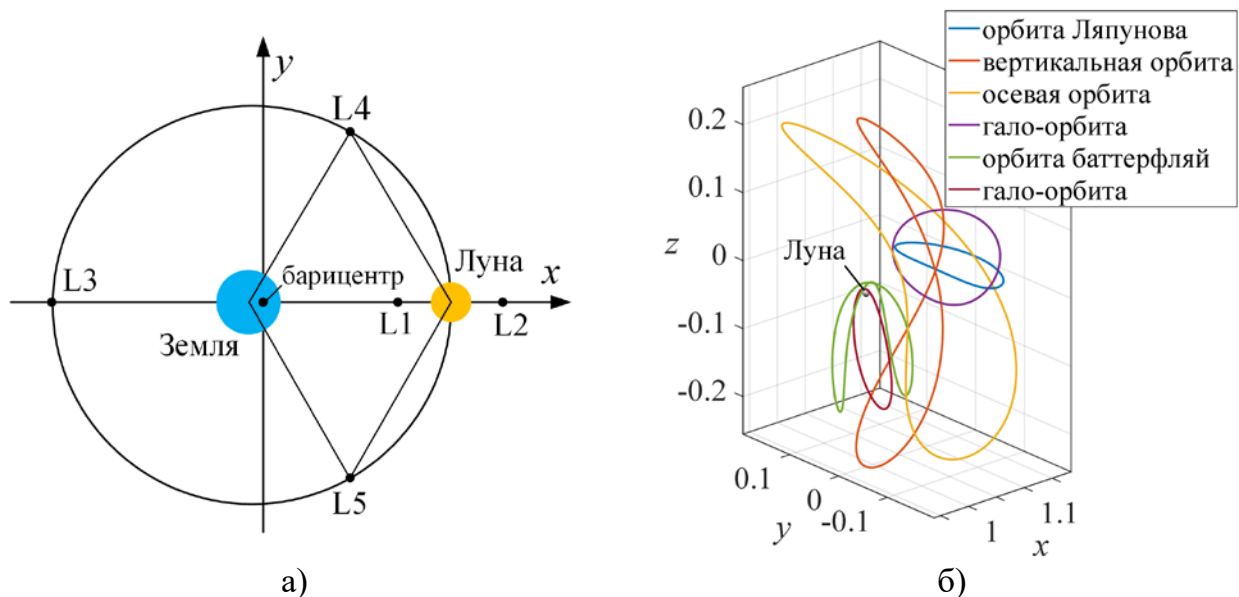 y
L4
L3
барицентр
Луна
x
L1
L2
Земля
L5
а)
орбита Ляпунова
вертикальная орбита
осевая орбита
гало-орбита
орбита баттерфляй
гало-орбита
0.2
0.1
z
0
-0.1
-0.2
Луна
0.1
0
-0.1
y
1
1.1
x
б)